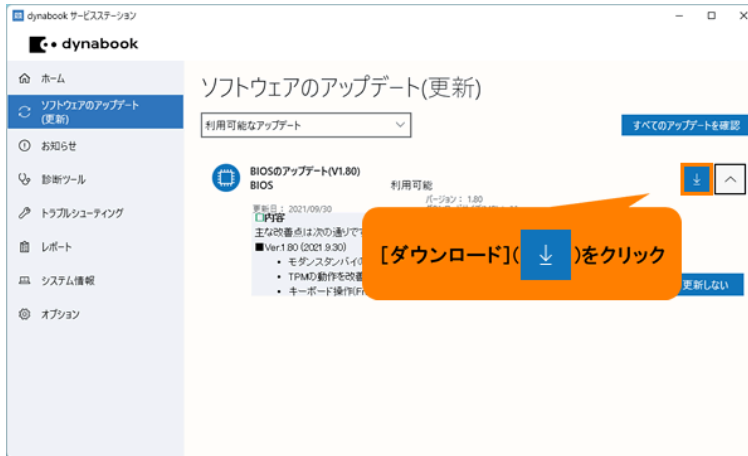 dynabook サービスステーション
dynabook
ホーム
ソフトウェアのアップデート
(更新)
お知らせ
診断ツール
トラブルシューティング
レポート
システム情報
オプション
ソフトウェアのアップデート(更新)
利用可能なアップデート
すべてのアップデートを確認
BIOSのアップデート(V1.80)
BIOS
利用可能
バージョン: 1.80
更新日: 2021/09/30
□内容
主な改善点は次の通りで
■Ver.1.80 (2021.9.30)
• モダンスタンバイの
• TPMの動作を改善
• キーボード操作(F
[ダウンロード]( )をクリック
更新しない